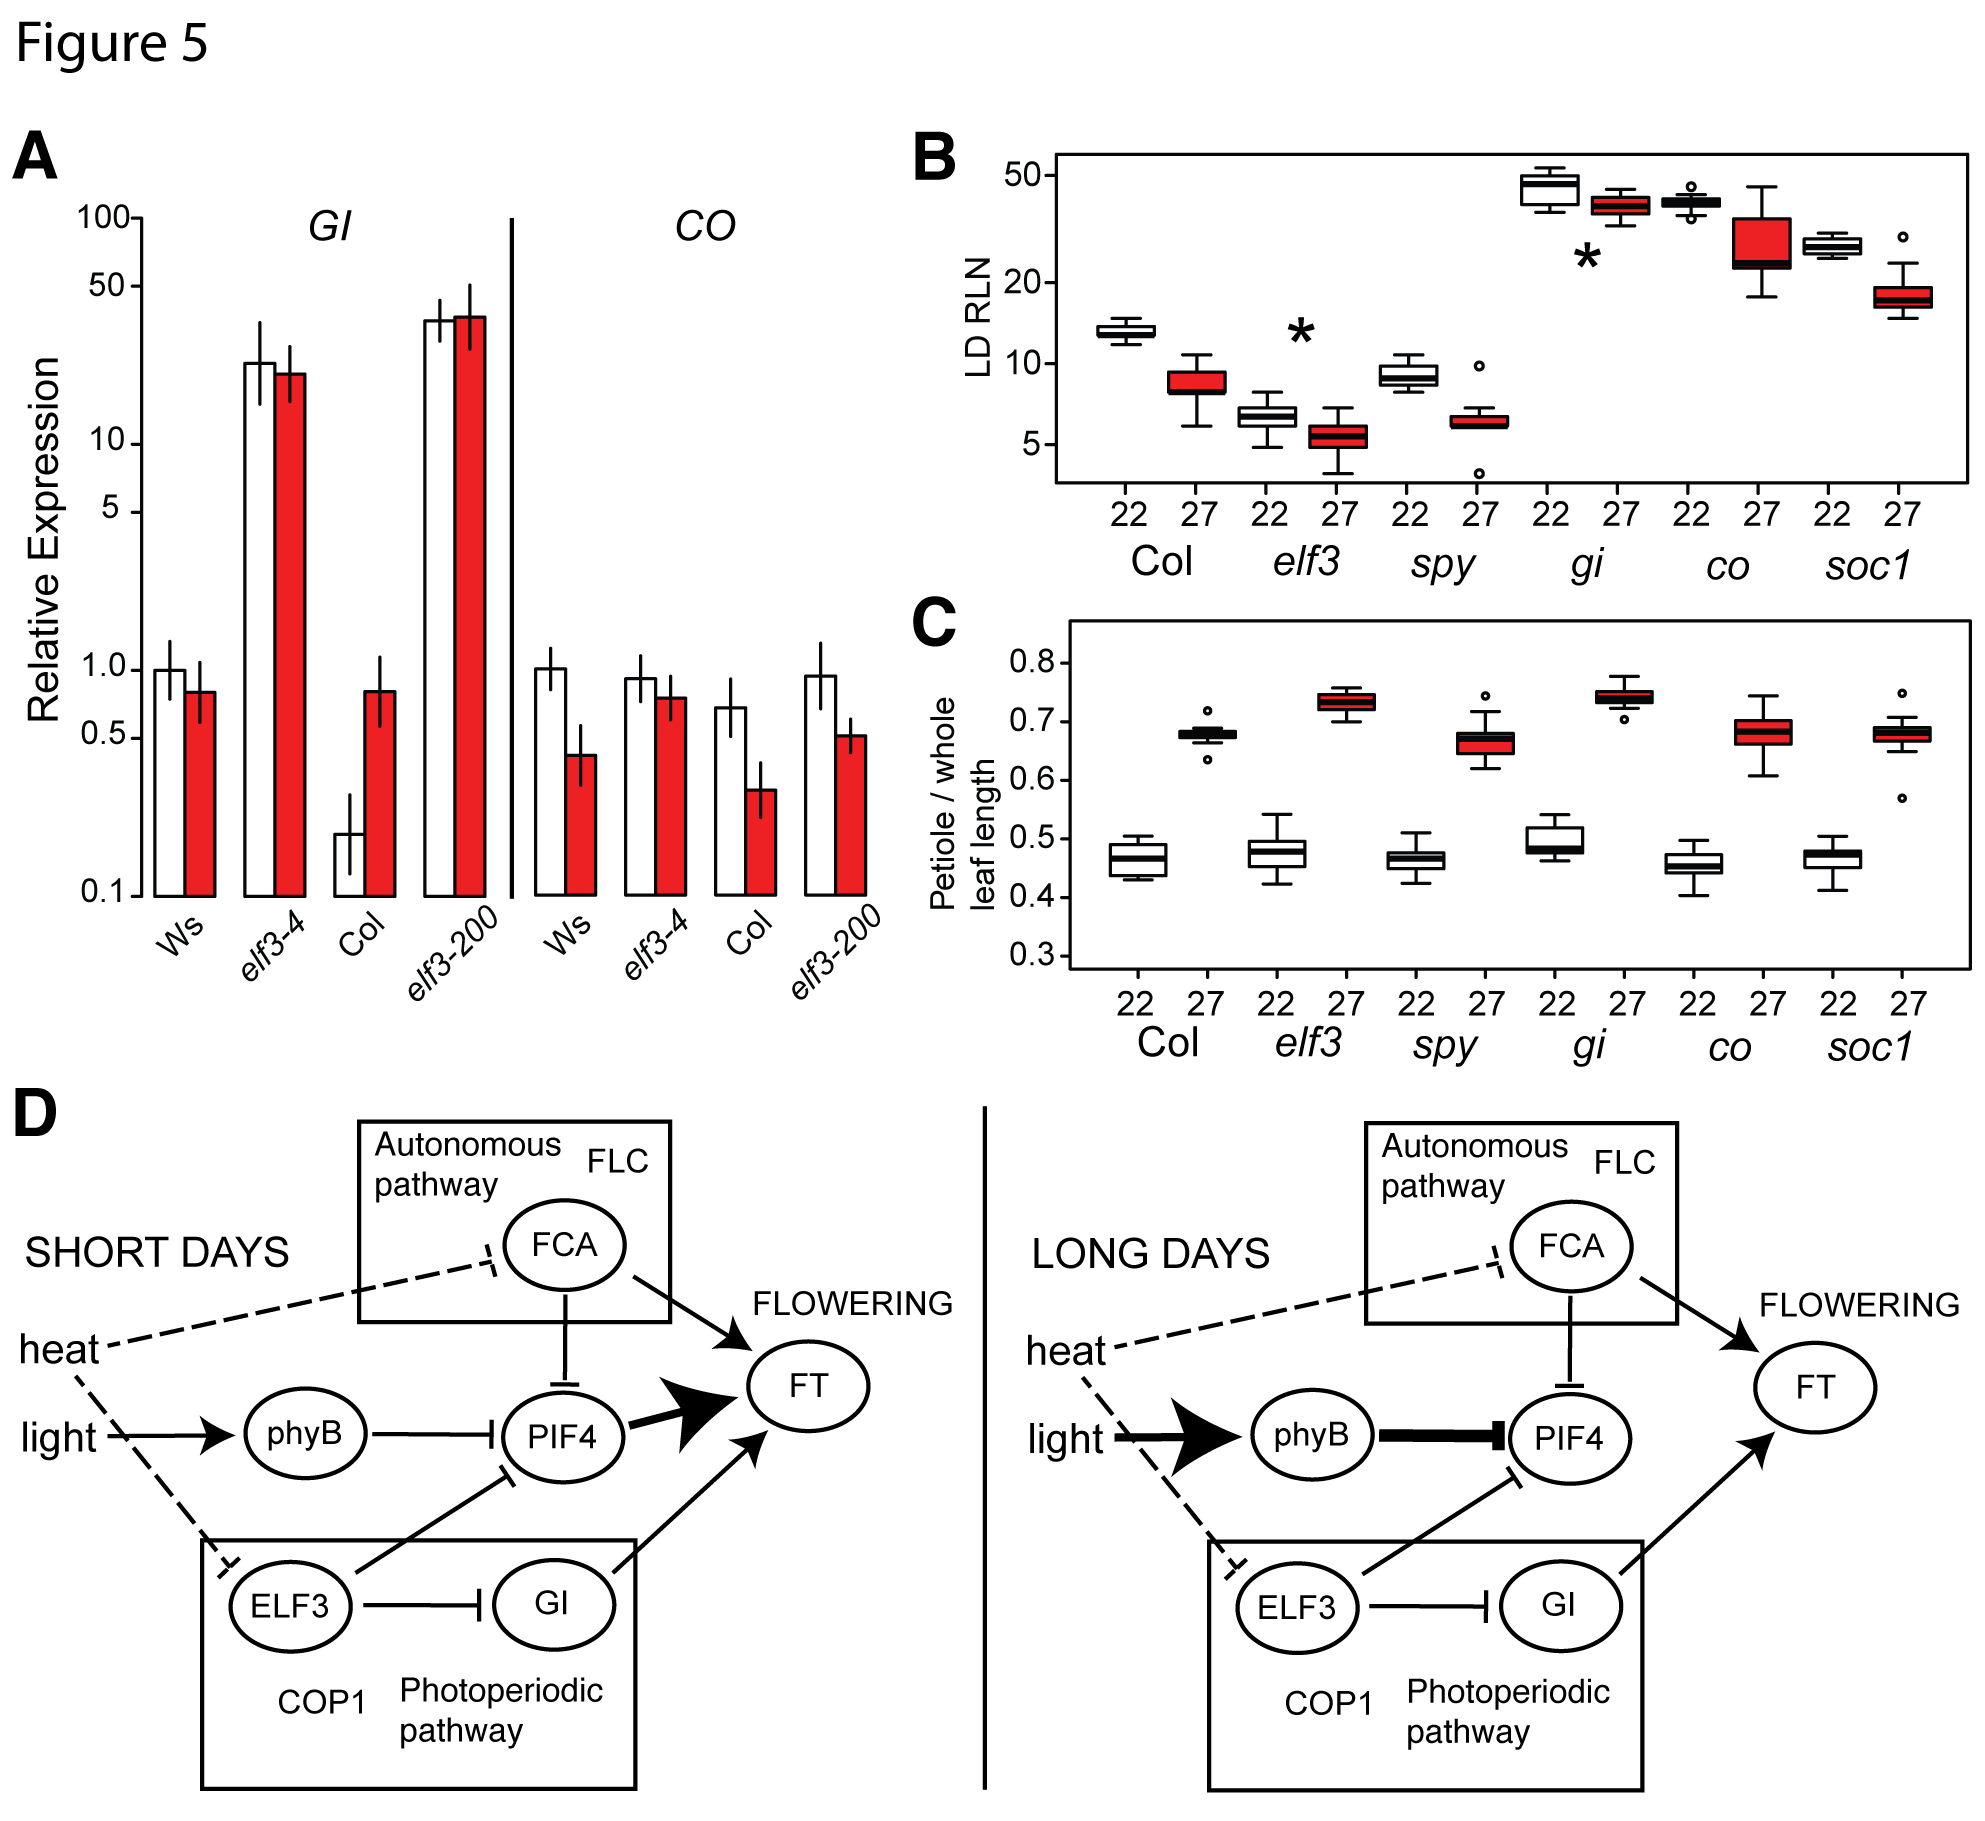 Figure 5
A
GI
CO
Relative Expression
100
50
10
5
1.0
0.5
0.1
Ws
elf3-4
Col
elf3-200
Ws
elf3-4
Col
elf3-200
B
LD RLN
50
20
10
5
22 27 22 27 22 27 22 27 22 27 22 27
Col elf3 spy gi co soc1
* *
C
Petiole / whole
leaf length
0.8
0.7
0.6
0.5
0.4
0.3
22 27 22 27 22 27 22 27 22 27 22 27
Col elf3 spy gi co soc1
D
SHORT DAYS
Autonomous
pathway
FLC
FCA
FLOWERING
heat
light
phyB
PIF4
FT
ELF3
GI
COP1
Photoperiodic
pathway
LONG DAYS
Autonomous
pathway
FLC
FCA
FLOWERING
heat
light
phyB
PIF4
FT
ELF3
GI
COP1
Photoperiodic
pathway